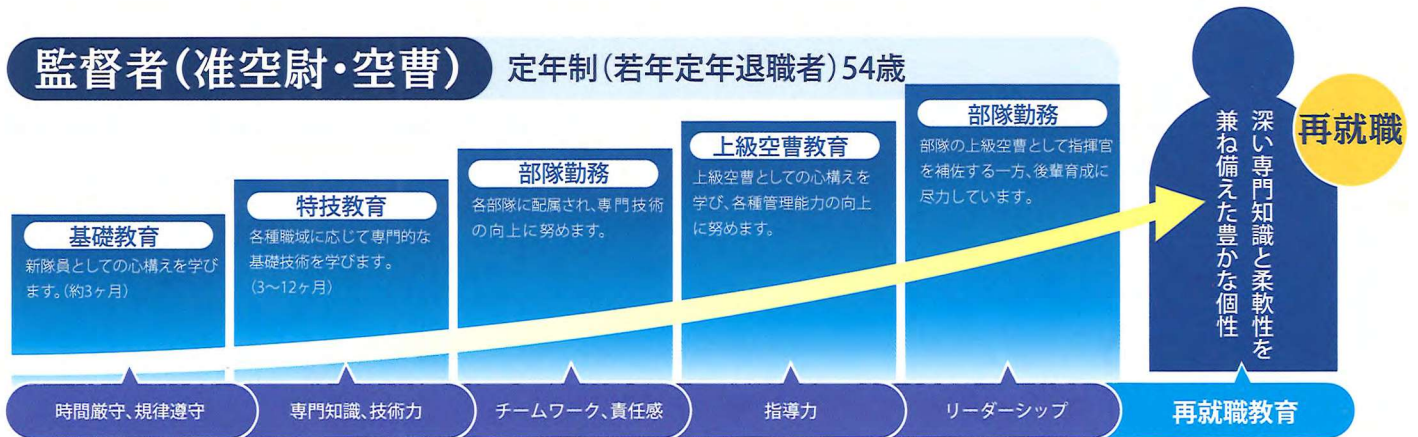 監督者(准空尉・空曹)
定年制(若年定年退職者)54歳
基礎教育
新隊員としての心構えを学び
ます。(約3ヶ月)
特技教育
各種職域に応じて専門的な
基礎技術を学びます。
(3〜12ヶ月)
部隊勤務
各部隊に配属され、専門技術
の向上に努めます。
上級空曹教育
上級空曹としての心構えを
学び、各種管理能力の向上
に努めます。
部隊勤務
部隊の上級空曹として指揮官
を補佐する一方、後輩育成に
尽力しています。
深い専門知識と柔軟性を
兼ね備えた豊かな個性
再就職
時間厳守、規律遵守
専門知識、技術力
チームワーク、責任感
指導力
リーダーシップ
再就職教育